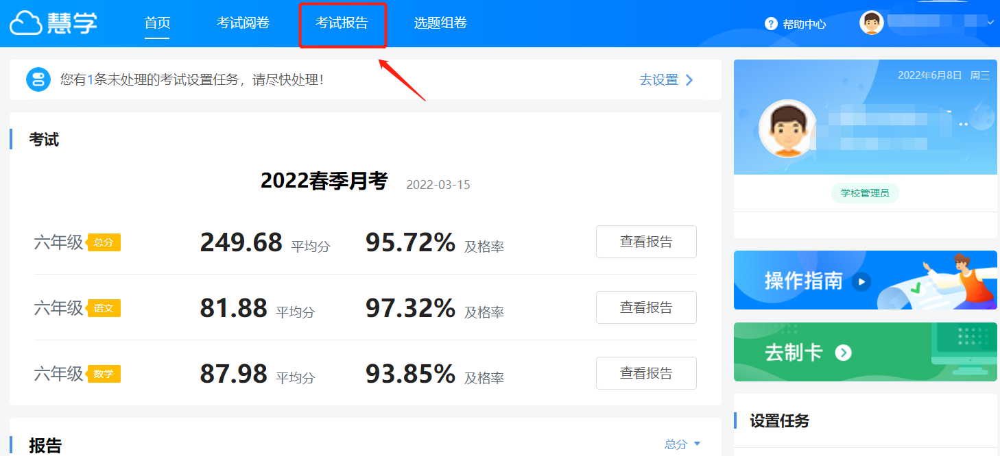 慧学
首页
考试阅卷
考试报告
选题组卷
帮助中心
您有1条未处理的考试设置任务，请尽快处理！
去设置
2022年6月8日 周三
学校管理员
考试
2022春季月考 2022-03-15
六年级 总分 249.68 平均分 95.72% 及格率 查看报告
六年级 语文 81.88 平均分 97.32% 及格率 查看报告
六年级 数学 87.98 平均分 93.85% 及格率 查看报告
操作指南
去制卡
设置任务
报告
总分